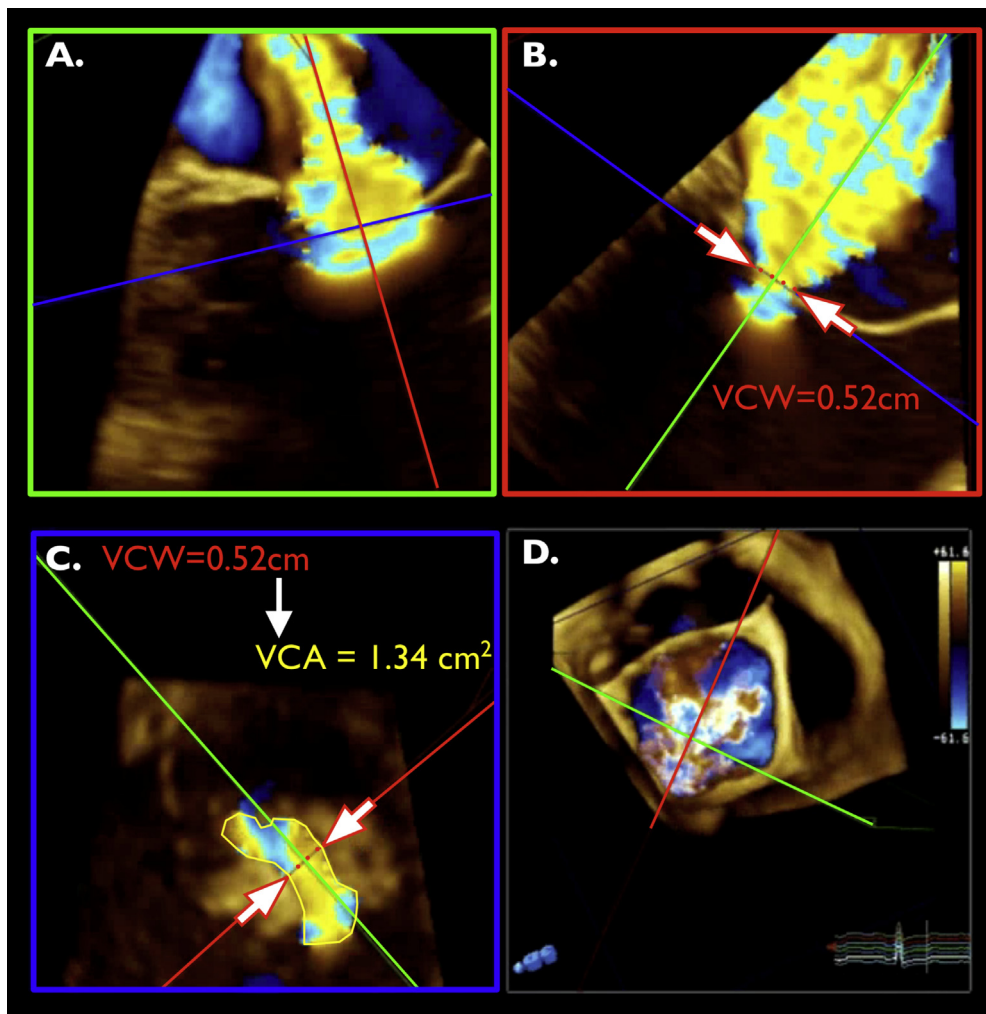 A.
B.
VCW=0.52cm
C.
VCW=0.52cm
VCA = 1.34 cm²
D.
+61.6
-61.6